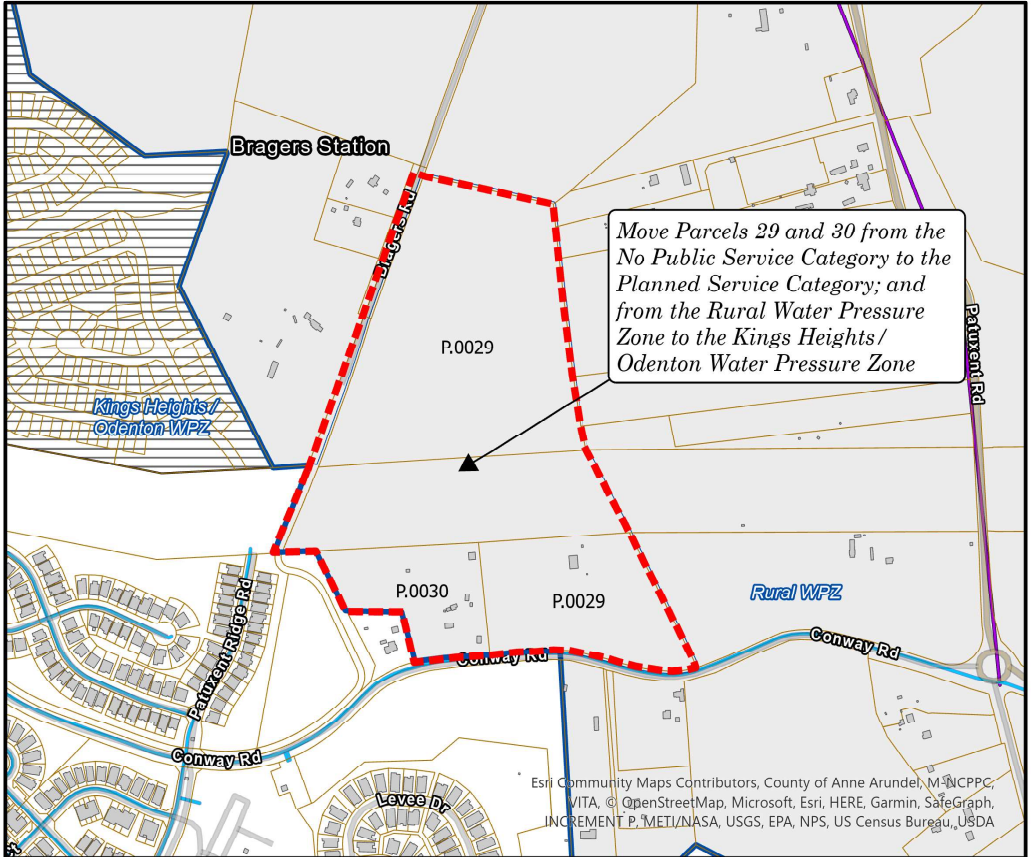 Bragers Station
Bragers Rd
Move Parcels 29 and 30 from the
No Public Service Category to the
Planned Service Category; and
from the Rural Water Pressure
Zone to the Kings Heights/
Odenton Water Pressure Zone
Patuxent Rd
P.0029
Kings Heights /
Odenton WPZ
P.0030
P.0029
Rural WPZ
Patuxent Ridge Rd
Conway Rd
Conway Rd
Conway Rd
Levee Dr
Esri Community Maps Contributors, County of Anne Arundel, M-NCPPC,
VITA, © OpenStreetMap, Microsoft, Esri, HERE, Garmin, SafeGraph,
INCREMENT P, METI/NASA, USGS, EPA, NPS, US Census Bureau, USDA